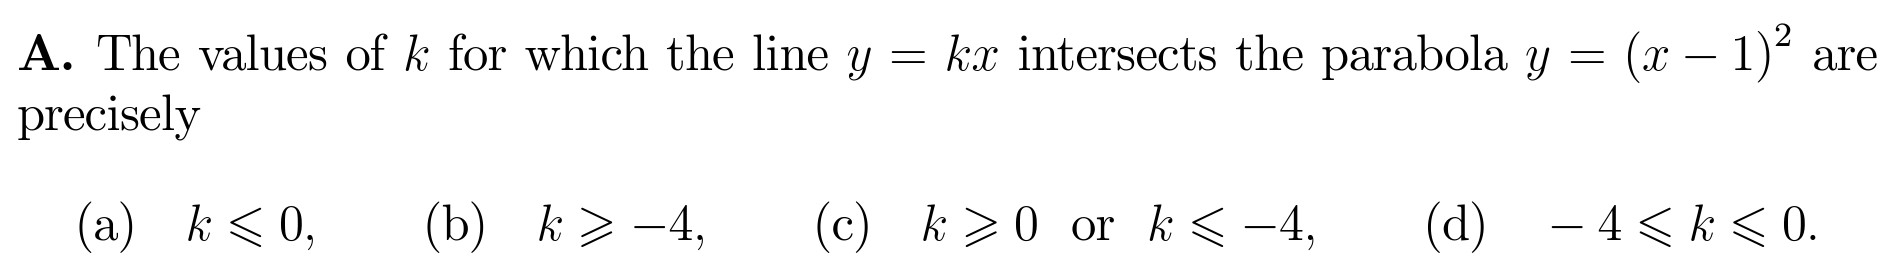 A. The values of k for which the line y = kx intersects the parabola y = (x − 1)² are
precisely
(a) k ⩽ 0, (b) k ⩾ −4, (c) k ⩾ 0 or k ⩽ −4, (d) − 4 ⩽ k ⩽ 0.